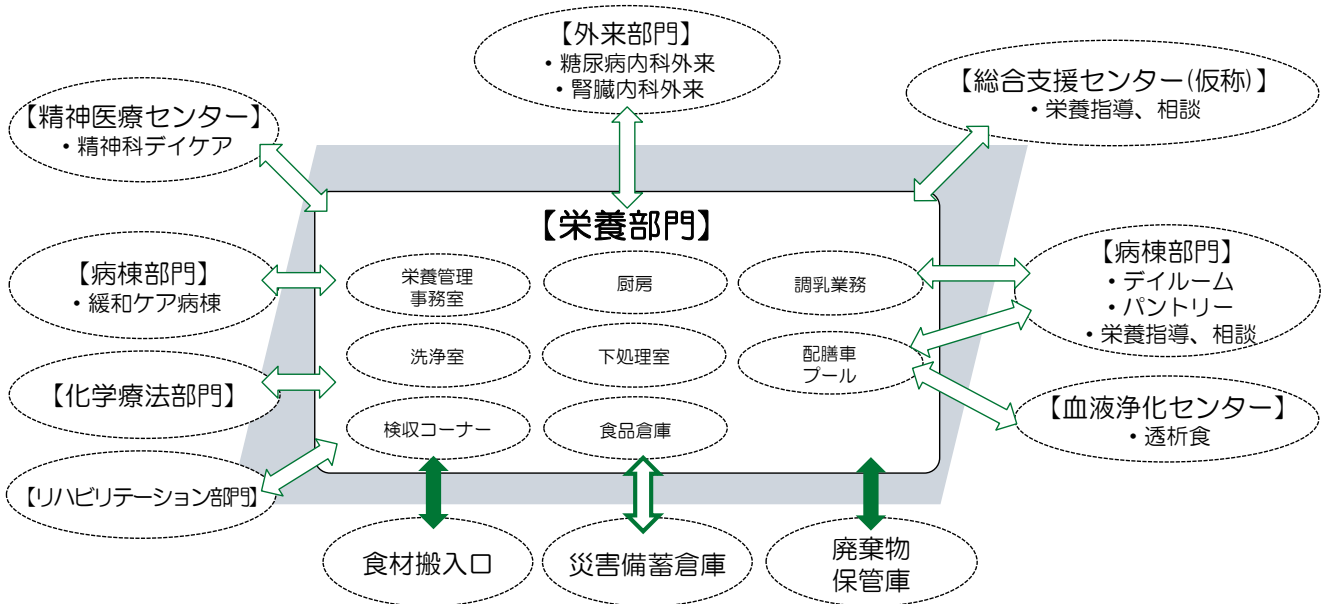 【外来部門】
・糖尿病内科外来
・腎臓内科外来
【精神医療センター】
・精神科デイケア
【総合支援センター(仮称)】
・栄養指導、相談
【栄養部門】
【病棟部門】
・緩和ケア病棟
栄養管理
事務室
厨房
調乳業務
【病棟部門】
・デイルーム
・パントリー
・栄養指導、相談
洗浄室
下処理室
配膳車
プール
【化学療法部門】
検収コーナー
食品倉庫
【血液浄化センター】
・透析食
【リハビリテーション部門】
食材搬入口
災害備蓄倉庫
廃棄物
保管庫